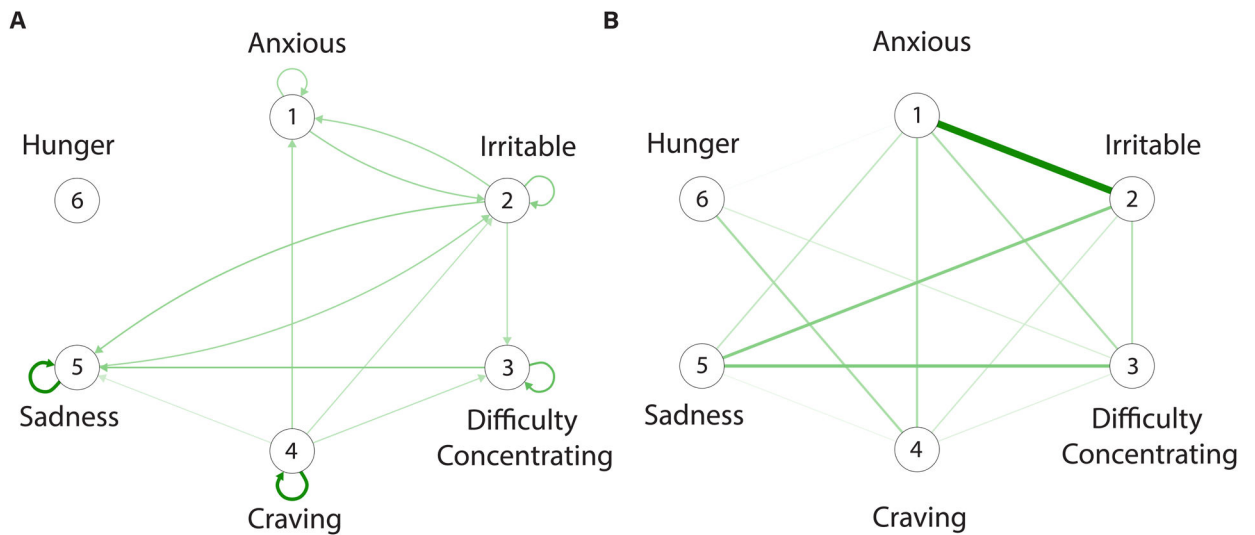 A
Anxious
1
Hunger
Irritable
6
2
5
3
Sadness
Difficulty
Concentrating
4
Craving
B
Anxious
1
Hunger
Irritable
6
2
5
3
Sadness
Difficulty
Concentrating
4
Craving